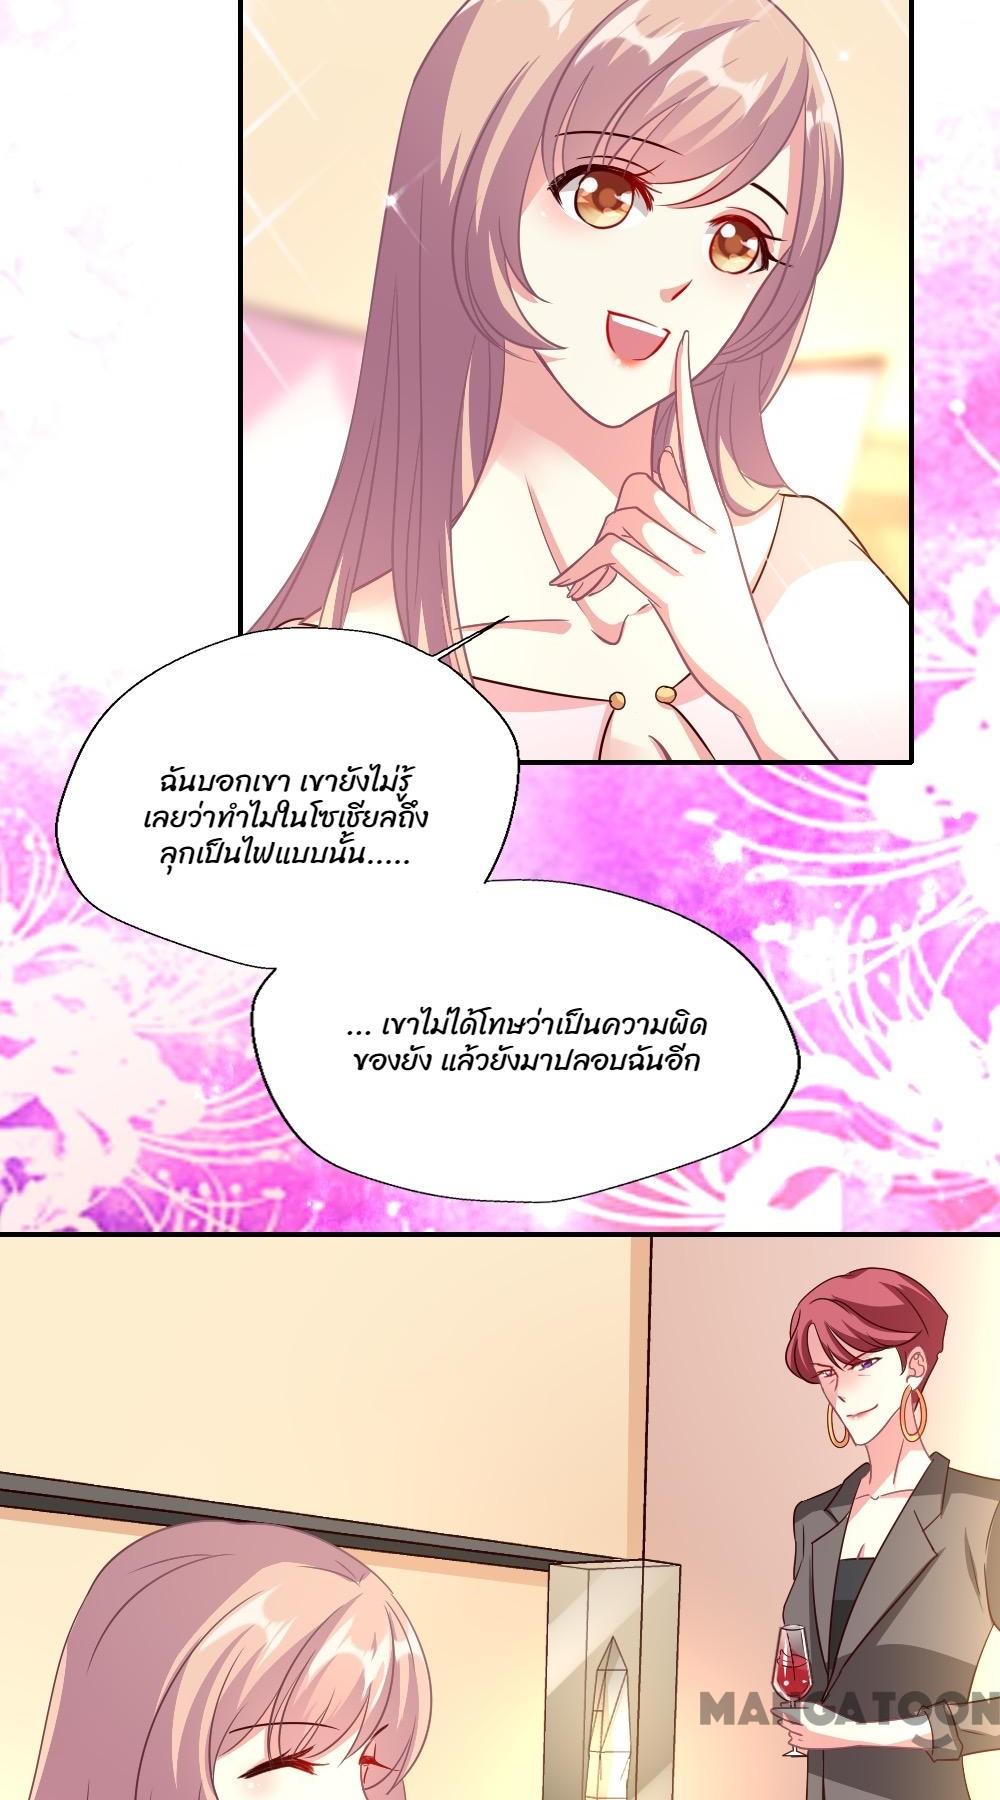 ฉันบอกเขา เขายังไม่รู้
เลยว่าทำไมในโซเชียลถึง
ลุกเป็นไฟแบบนั้น.....
... เขาไม่ได้โทษว่าเป็นความผิด
ของยัง แล้วยังมาปลอบฉันอีก
MANGATOON